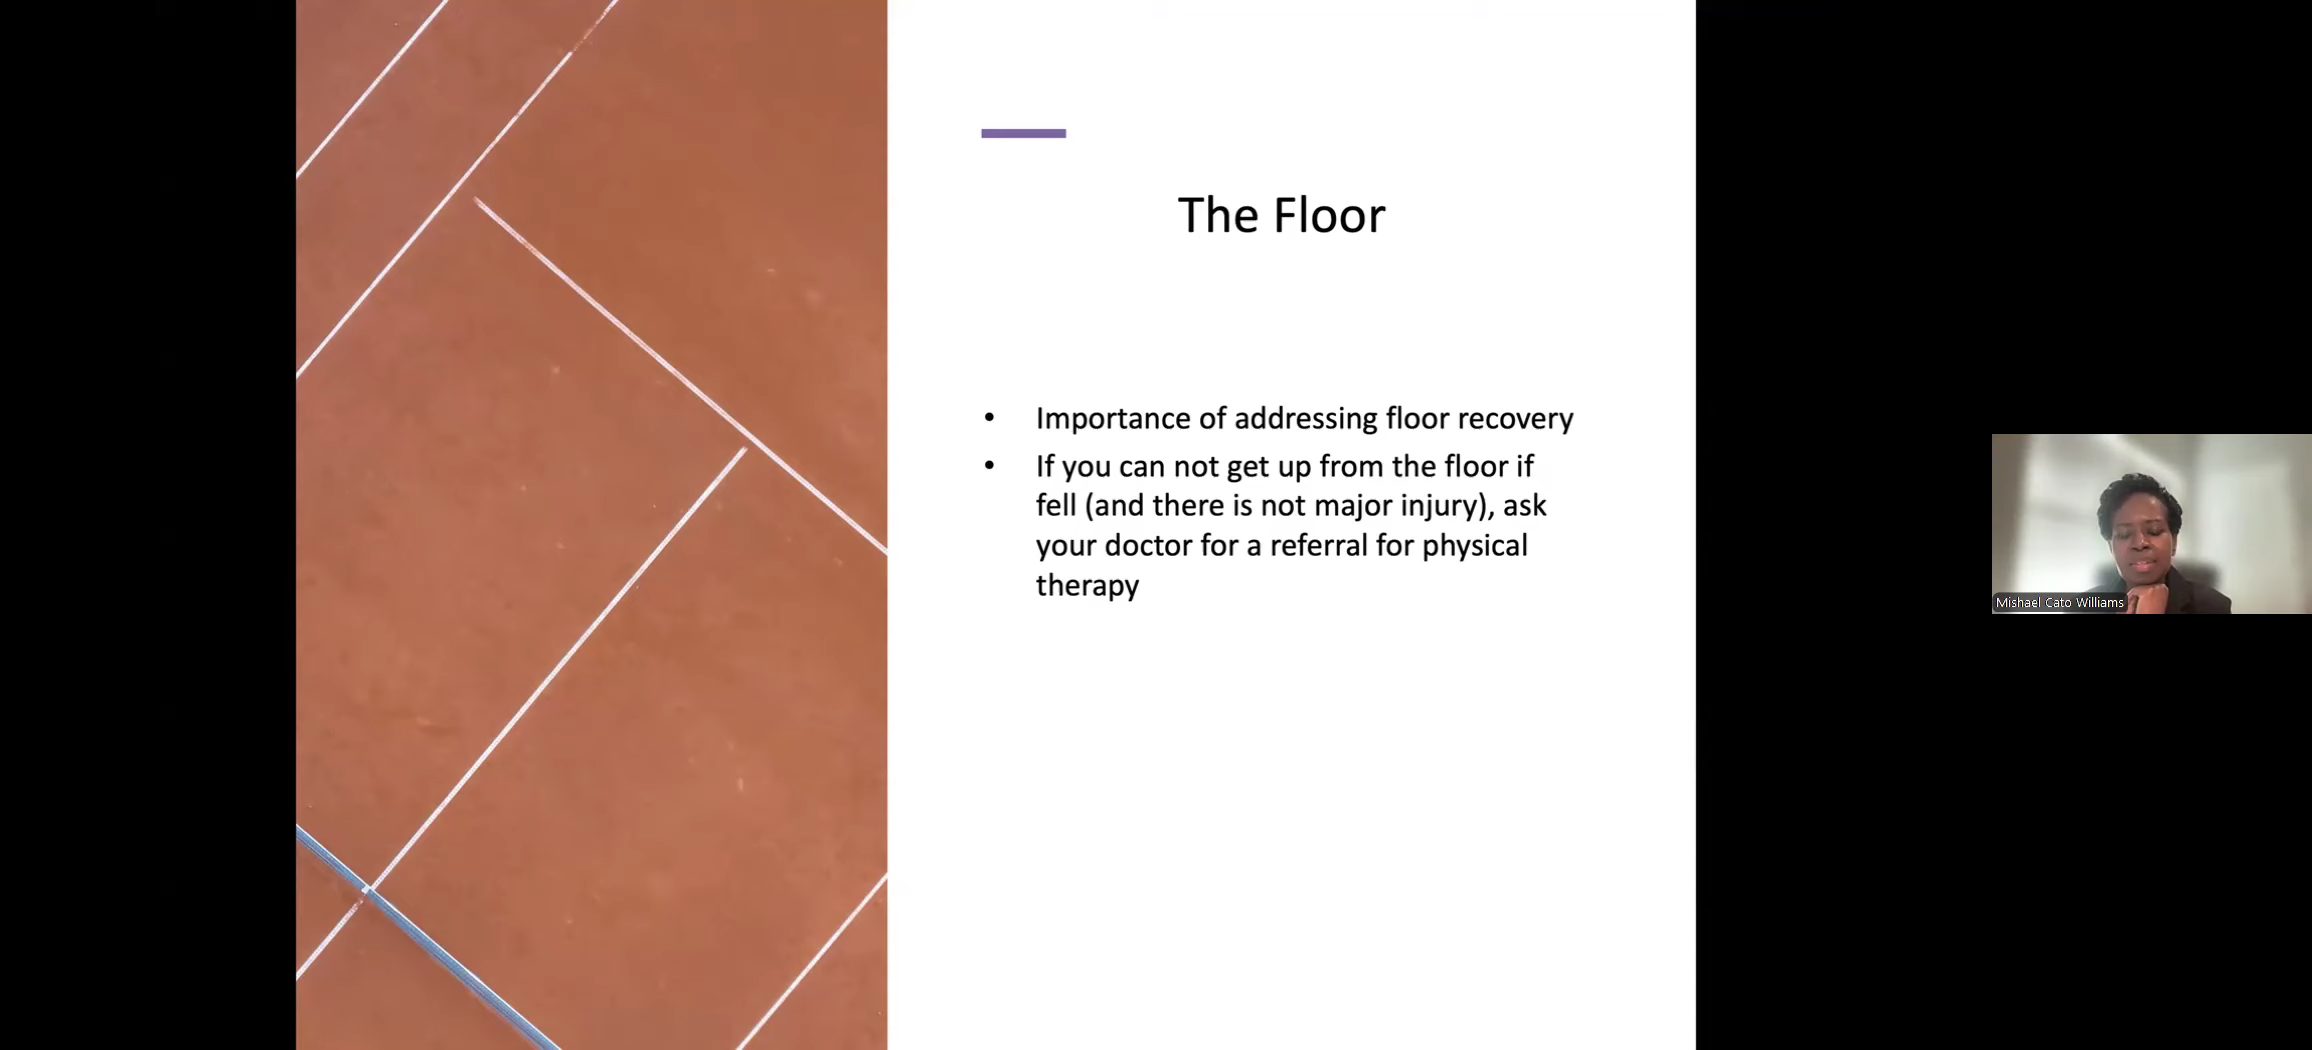 The Floor
• Importance of addressing floor recovery
• If you can not get up from the floor if
fell (and there is not major injury), ask
your doctor for a referral for physical
therapy
Mishael Cato Williams